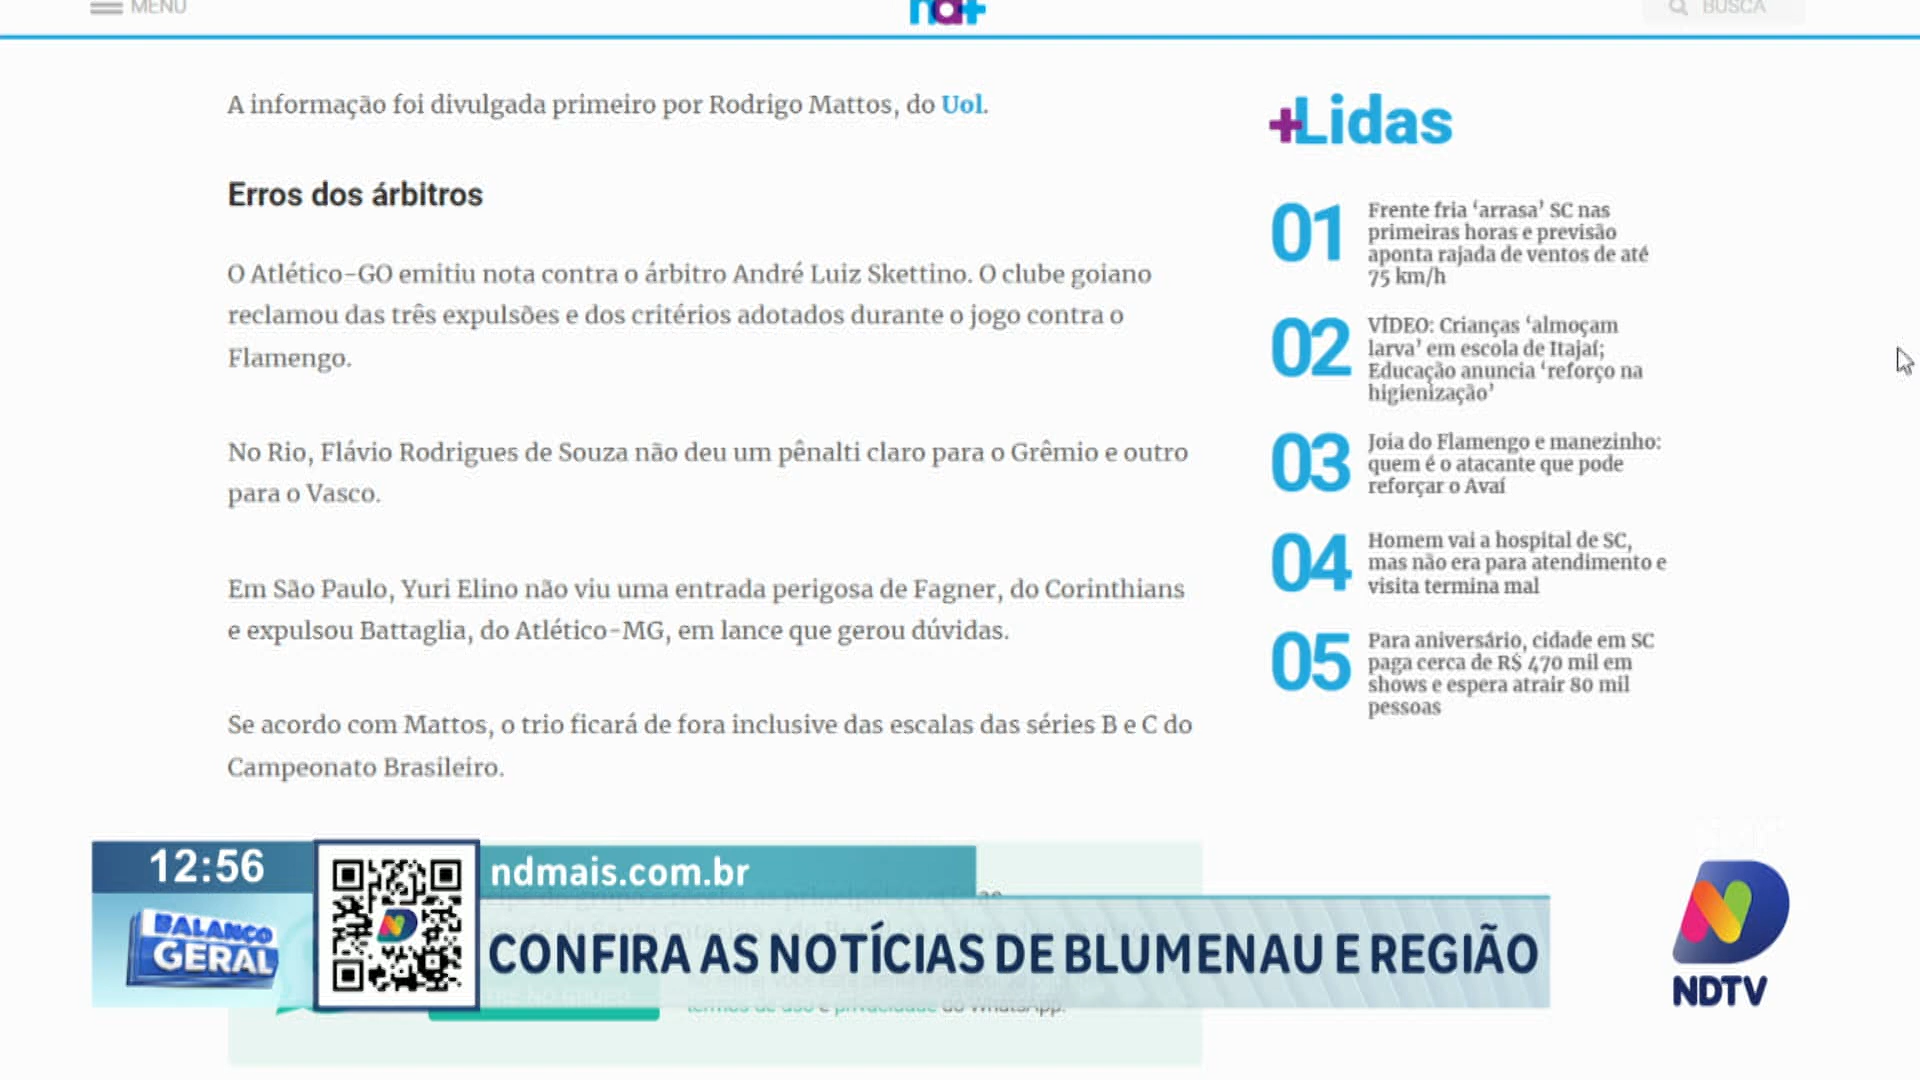 MENU
nd+
BUSCA
A informação foi divulgada primeiro por Rodrigo Mattos, do Uol.
Erros dos árbitros
O Atlético-GO emitiu nota contra o árbitro André Luiz Skettino. O clube goiano
reclamou das três expulsões e dos critérios adotados durante o jogo contra o
Flamengo.
No Rio, Flávio Rodrigues de Souza não deu um pênalti claro para o Grêmio e outro
para o Vasco.
Em São Paulo, Yuri Elino não viu uma entrada perigosa de Fagner, do Corinthians
e expulsou Battaglia, do Atlético-MG, em lance que gerou dúvidas.
Se acordo com Mattos, o trio ficará de fora inclusive das escalas das séries B e C do
Campeonato Brasileiro.
+Lidas
01
Frente fria ‘arrasa’ SC nas
primeiras horas e previsão
aponta rajada de ventos de até
75 km/h
02
VÍDEO: Crianças ‘almoçam
larva’ em escola de Itajaí;
Educação anuncia ‘reforço na
higienização’
03
Joia do Flamengo e manezinho:
quem é o atacante que pode
reforçar o Avaí
04
Homem vai a hospital de SC,
mas não era para atendimento e
visita termina mal
05
Para aniversário, cidade em SC
paga cerca de R$ 470 mil em
shows e espera atrair 80 mil
pessoas
12:56
ndmais.com.br
BALANÇO
GERAL
CONFIRA AS NOTÍCIAS DE BLUMENAU E REGIÃO
termos de uso e privacidade do WhatsApp.
NDTV